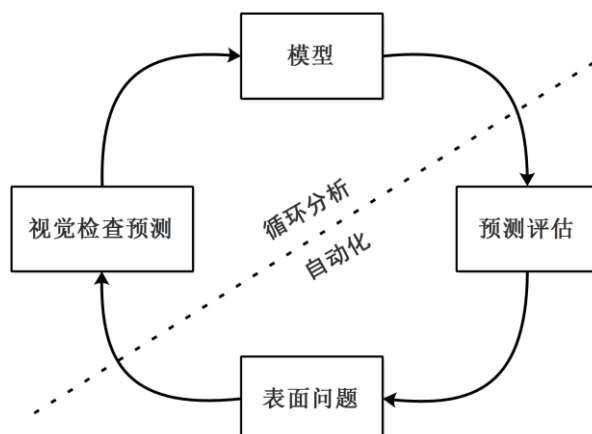 模型
循环分析
视觉检查预测
预测评估
自动化
表面问题